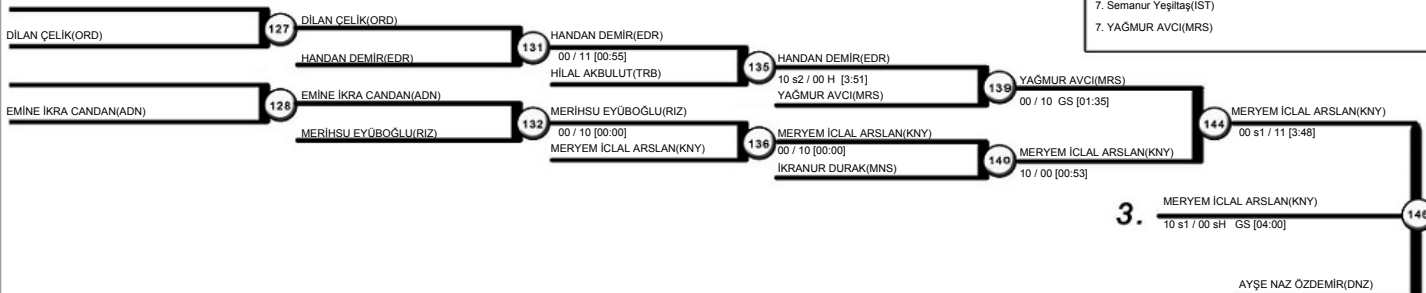 7. Semanur Yeşiltaş(IST)
7. YAĞMUR AVCI(MRS)
DİLAN ÇELİK(ORD)
127
DİLAN ÇELİK(ORD)
HANDAN DEMİR(EDR)
131
HANDAN DEMİR(EDR)
00 / 11 [00:55]
HİLAL AKBULUT(TRB)
135
HANDAN DEMİR(EDR)
10 s2 / 00 H [3:51]
YAĞMUR AVCI(MRS)
139
YAĞMUR AVCI(MRS)
00 / 10 GS [01:35]
EMİNE İKRA CANDAN(ADN)
128
EMİNE İKRA CANDAN(ADN)
MERİHSU EYÜBOĞLU(RIZ)
132
MERİHSU EYÜBOĞLU(RIZ)
00 / 10 [00:00]
MERYEM İCLAL ARSLAN(KNY)
136
MERYEM İCLAL ARSLAN(KNY)
00 / 10 [00:00]
İKRANUR DURAK(MNS)
140
MERYEM İCLAL ARSLAN(KNY)
10 / 00 [00:53]
144
MERYEM İCLAL ARSLAN(KNY)
00 s1 / 11 [3:48]
3.
MERYEM İCLAL ARSLAN(KNY)
10 s1 / 00 sH GS [04:00]
146
AYŞE NAZ ÖZDEMİR(DNZ)